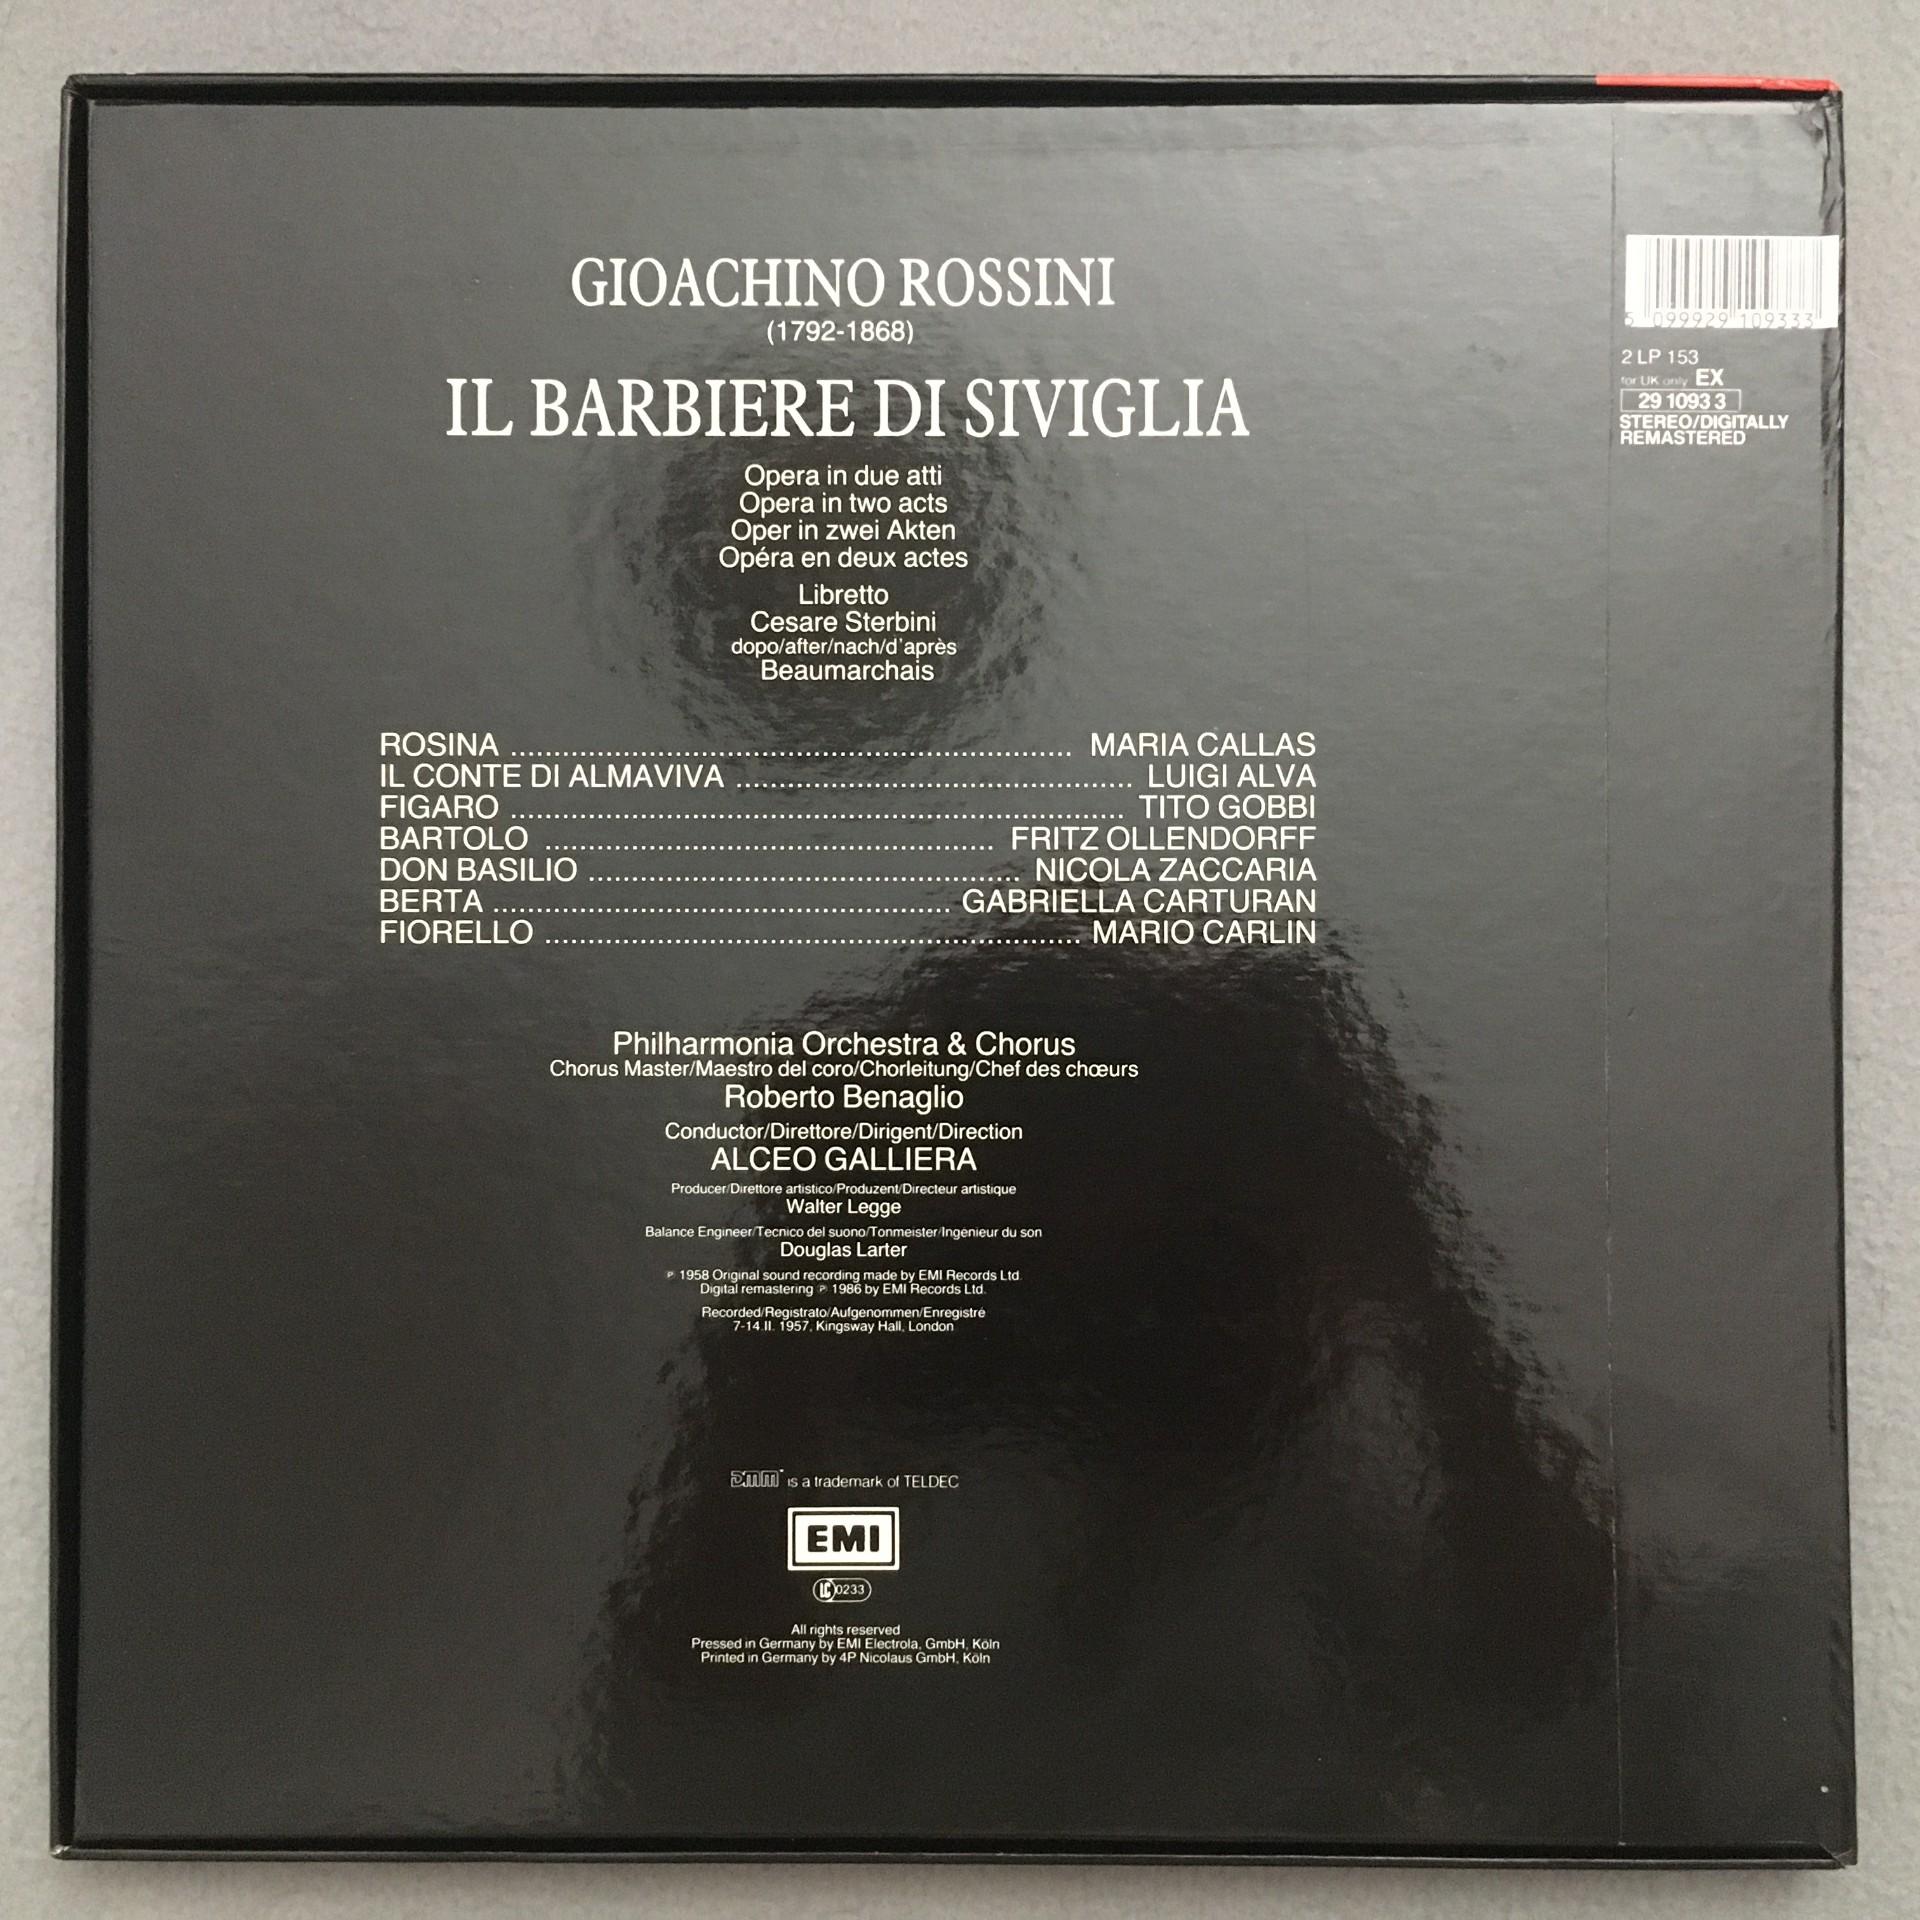 GIOACHINO ROSSINI
(1792-1868)
IL BARBIERE DI SIVIGLIA
Opera in due atti
Opera in two acts
Oper in zwei Akten
Opéra en deux actes
Libretto
Cesare Sterbini
dopo/after/nach/d'après
Beaumarchais
ROSINA ........................................ MARIA CALLAS
IL CONTE DI ALMAVIVA ........................................ LUIGI ALVA
FIGARO ........................................ TITO GOBBI
BARTOLO ........................................ FRITZ OLLENDORFF
DON BASILIO ........................................ NICOLA ZACCARIA
BERTA ........................................ GABRIELLA CARTURAN
FIORELLO ........................................ MARIO CARLIN
Philharmonia Orchestra & Chorus
Chorus Master/Maestro del coro/Chorleitung/Chef des chœurs
Roberto Benaglio
Conductor/Direttore/Dirigent/Direction
ALCEO GALLIERA
Producer/Direttore artistico/Produzent/Directeur artistique
Walter Legge
Balance Engineer/Tecnico del suono/Tonmeister/Ingénieur du son
Douglas Larter
℗ 1958 Original sound recording made by EMI Records Ltd.
Digital remastering ℗ 1986 by EMI Records Ltd.
Recorded/Registrato/Aufgenommen/Enregistré
7-14.II. 1957, Kingsway Hall, London
DMM is a trademark of TELDEC
EMI
LC 0233
All rights reserved
Pressed in Germany by EMI Electrola, GmbH, Köln
Printed in Germany by 4P Nicolaus GmbH, Köln
5 099929 109333
2 LP 153
for UK only EX
29 1093 3
STEREO/DIGITALLY
REMASTERED